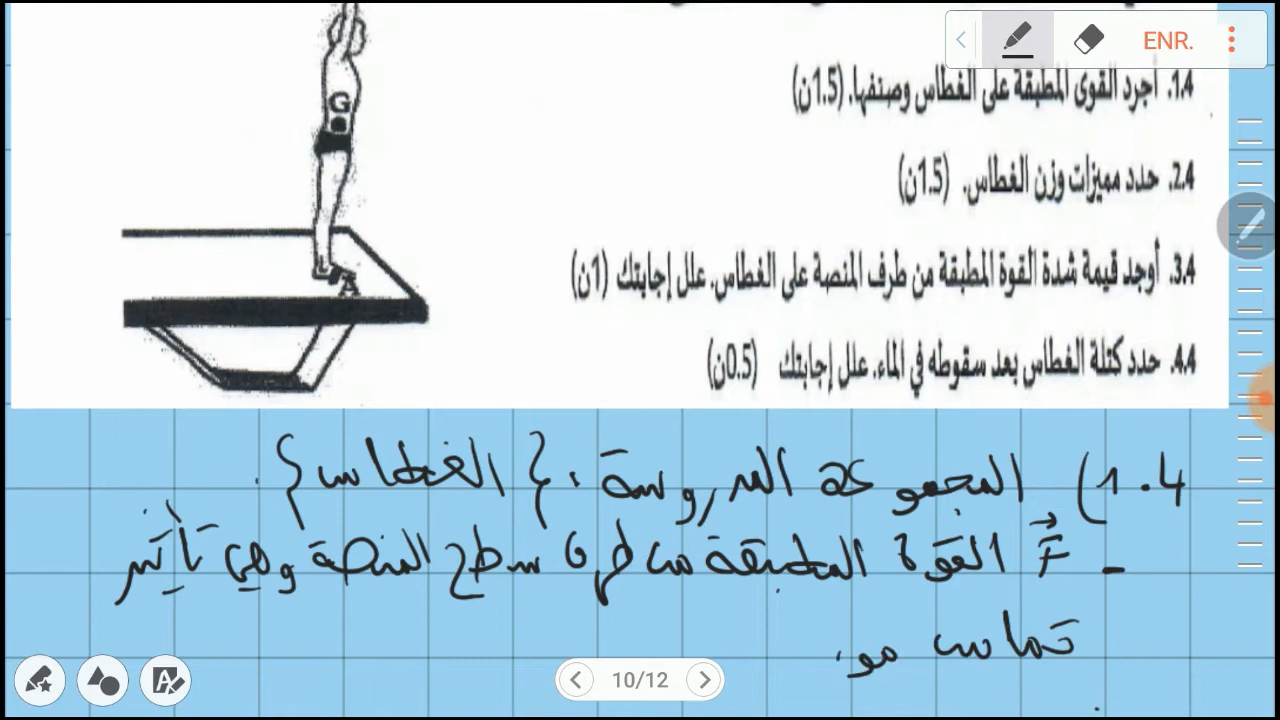 ENR.
1.4. أجرد القوى المطبقة على الغطاس وصنفها. (1.5ن)
G
2.4. حدد مميزات وزن الغطاس. (1.5ن)
3.4. أوجد قيمة شدة القوة المطبقة من طرف المنصة على الغطاس. علل إجابتك (1ن)
A
4.4. حدد كتلة الغطاس بعد سقوطه في الماء. علل إجابتك (0.5ن)
1.4) المجموعة المدروسة: {الغطاس}.
- F القوة المطبقة من طرف سطح المنصة وهي تأثير
تماس مو
10/12